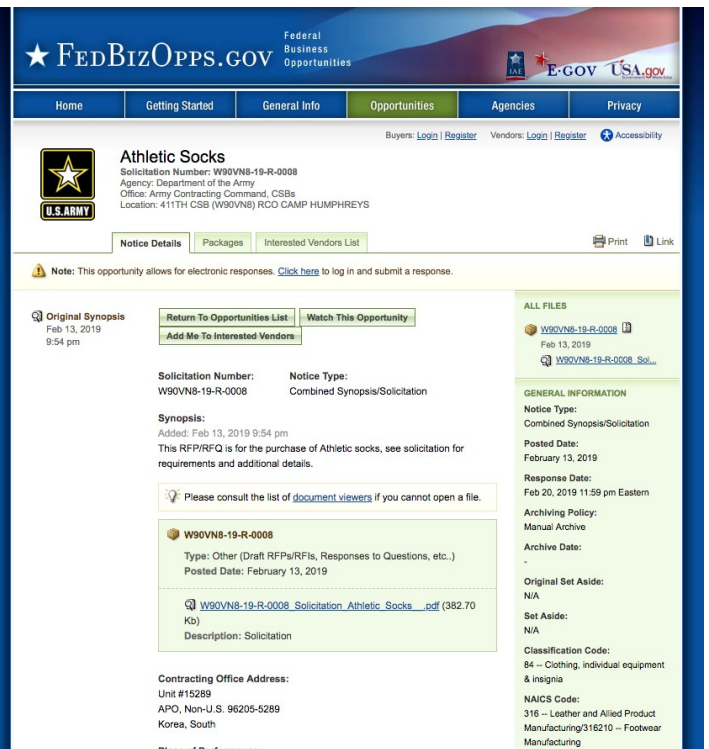 ★ FEDBIZOPPS.GOV
Federal
Business
Opportunities
IAE
E-GOV
USA.gov
Home Getting Started General Info Opportunities Agencies Privacy
Buyers: Login | Register Vendors: Login | Register Accessibility
U.S.ARMY
Athletic Socks
Solicitation Number: W90VN8-19-R-0008
Agency: Department of the Army
Office: Army Contracting Command, CSBs
Location: 411TH CSB (W90VN8) RCO CAMP HUMPHREYS
Notice Details Packages Interested Vendors List Print Link
Note: This opportunity allows for electronic responses. Click here to log in and submit a response.
Original Synopsis
Feb 13, 2019
9:54 pm
Return To Opportunities List Watch This Opportunity
Add Me To Interested Vendors
Solicitation Number: Notice Type:
W90VN8-19-R-0008 Combined Synopsis/Solicitation
Synopsis:
Added: Feb 13, 2019 9:54 pm
This RFP/RFQ is for the purchase of Athletic socks, see solicitation for
requirements and additional details.
Please consult the list of document viewers if you cannot open a file.
W90VN8-19-R-0008
Type: Other (Draft RFPs/RFIs, Responses to Questions, etc..)
Posted Date: February 13, 2019
W90VN8-19-R-0008_Solicitation_Athletic_Socks__.pdf (382.70
Kb)
Description: Solicitation
Contracting Office Address:
Unit #15289
APO, Non-U.S. 96205-5289
Korea, South
ALL FILES
W90VN8-19-R-0008
Feb 13, 2019
W90VN8-19-R-0008_Sol...
GENERAL INFORMATION
Notice Type:
Combined Synopsis/Solicitation
Posted Date:
February 13, 2019
Response Date:
Feb 20, 2019 11:59 pm Eastern
Archiving Policy:
Manual Archive
Archive Date:
-
Original Set Aside:
N/A
Set Aside:
N/A
Classification Code:
84 -- Clothing, individual equipment
& insignia
NAICS Code:
316 -- Leather and Allied Product
Manufacturing/316210 -- Footwear
Manufacturing